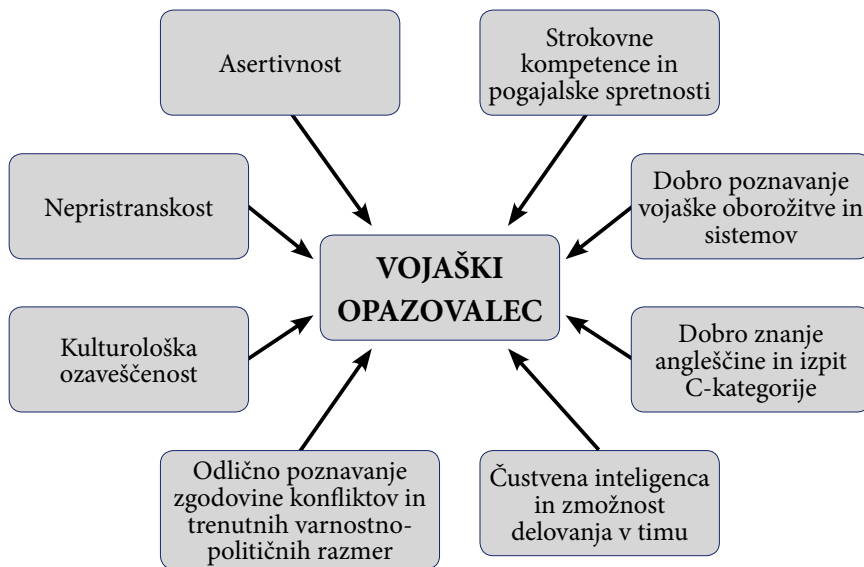 Asertivnost
Strokovne
kompetence in
pogajalske spretnosti
Nepristranskost
Dobro poznavanje
vojaške oborožitve in
sistemov
VOJAŠKI
OPAZOVALEC
Kulturološka
ozaveščenost
Dobro znanje
angleščine in izpit
C-kategorije
Odlično poznavanje
zgodovine konfliktov in
trenutnih varnostno-
političnih razmer
Čustvena inteligenca
in zmožnost
delovanja v timu